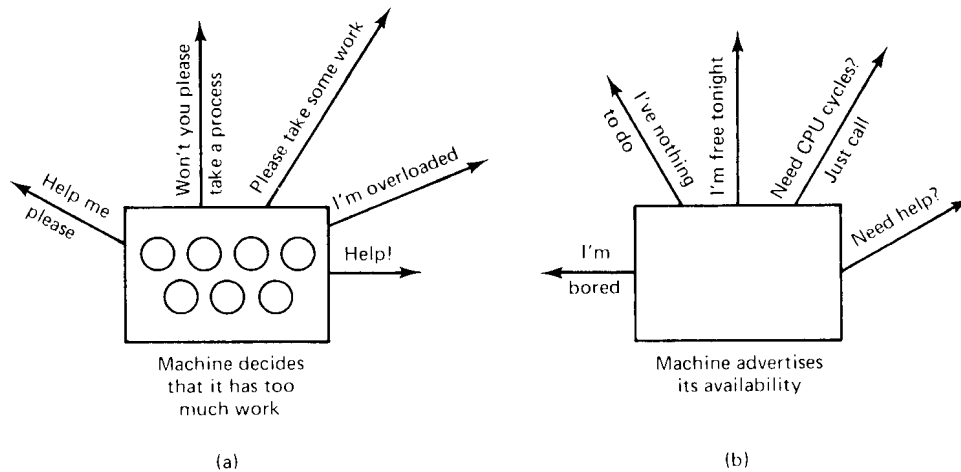 Help me
please
Won't you please
take a process
Please take some work
I'm overloaded
Help!
Machine decides
that it has too
much work
(a)
I'm
bored
I've nothing
to do
I'm free tonight
Need CPU cycles?
Just call
Need help?
Machine advertises
its availability
(b)